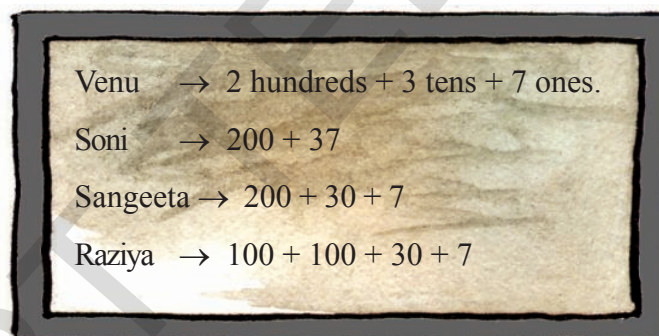 Venu → 2 hundreds + 3 tens + 7 ones.
Soni → 200 + 37
Sangeeta → 200 + 30 + 7
Raziya → 100 + 100 + 30 + 7